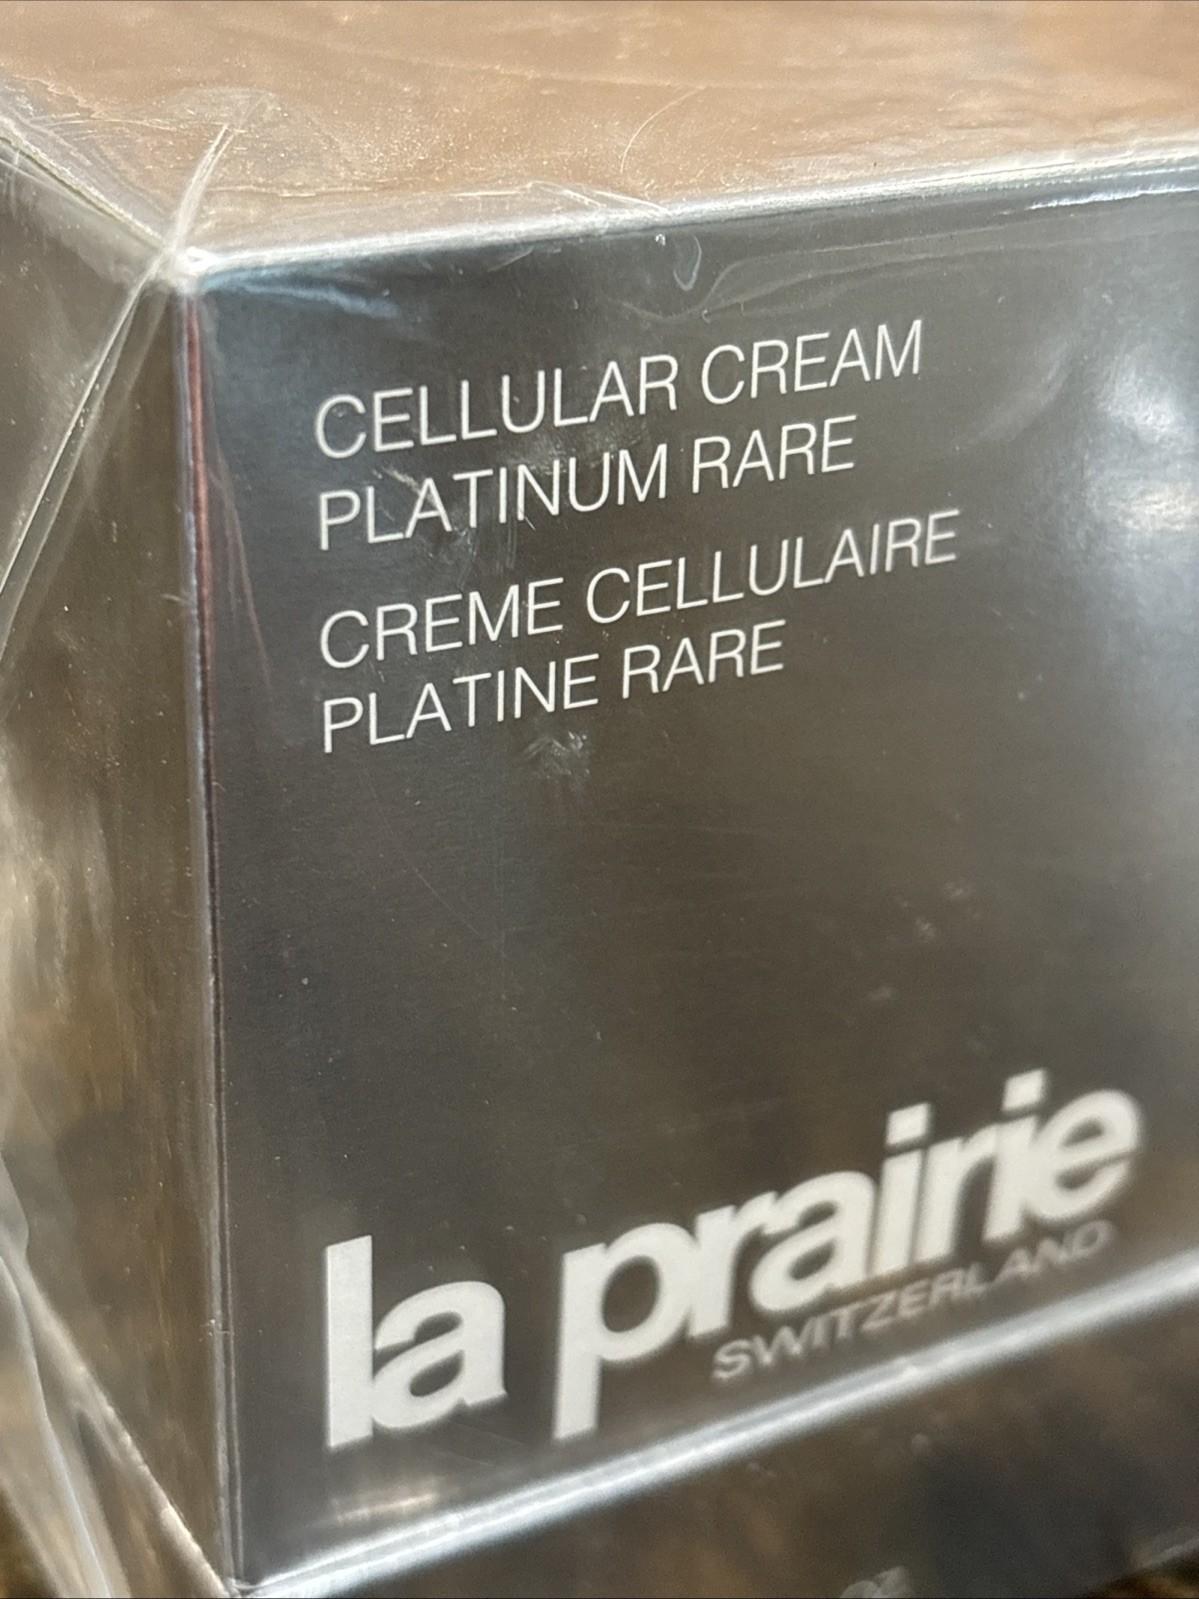 CELLULAR CREAM
PLATINUM RARE
CREME CELLULAIRE
PLATINE RARE
la prairie
SWITZERLAND